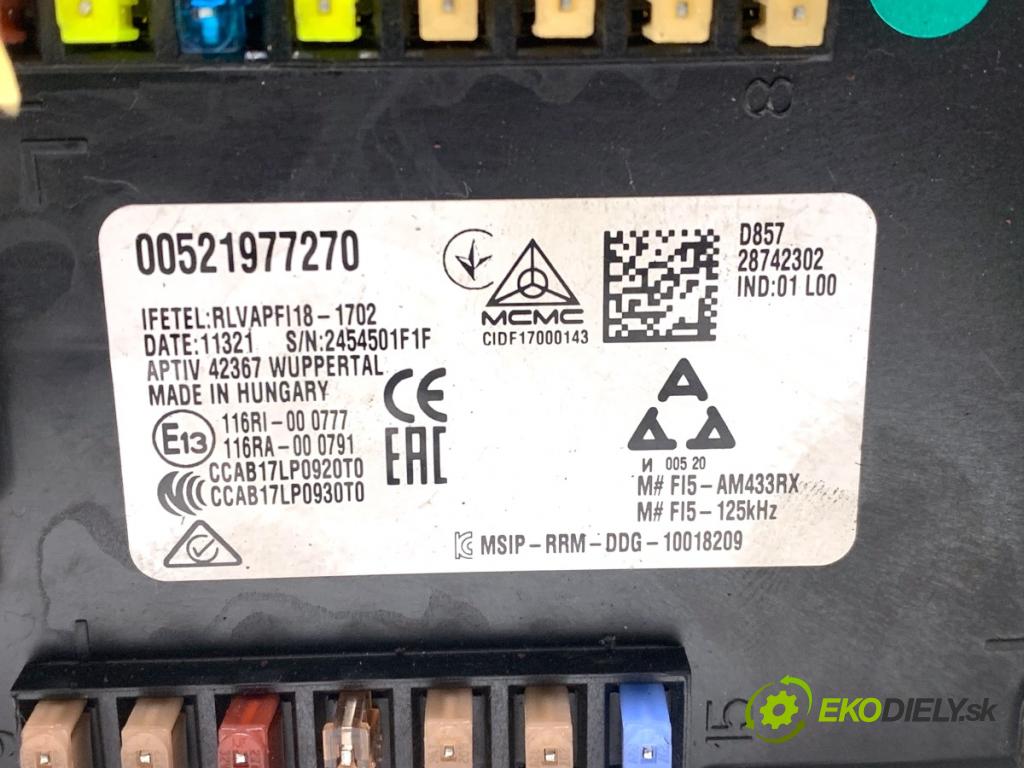 8
00521977270
IFETEL:RLVAPFI18-1702
DATE:11321 S/N:2454501F1F
APTIV 42367 WUPPERTAL
MADE IN HUNGARY
E13
116RI-00 0777
116RA-00 0791
CCAB17LP0920T0
CCAB17LP0930T0
CE
EAC
MCMC
CIDF17000143
D857
28742302
IND:01 L00
И 005 20
M# FI5-AM433RX
M# FI5-125kHz
MSIP-RRM-DDG-10018209
15
EKODIELY.sk